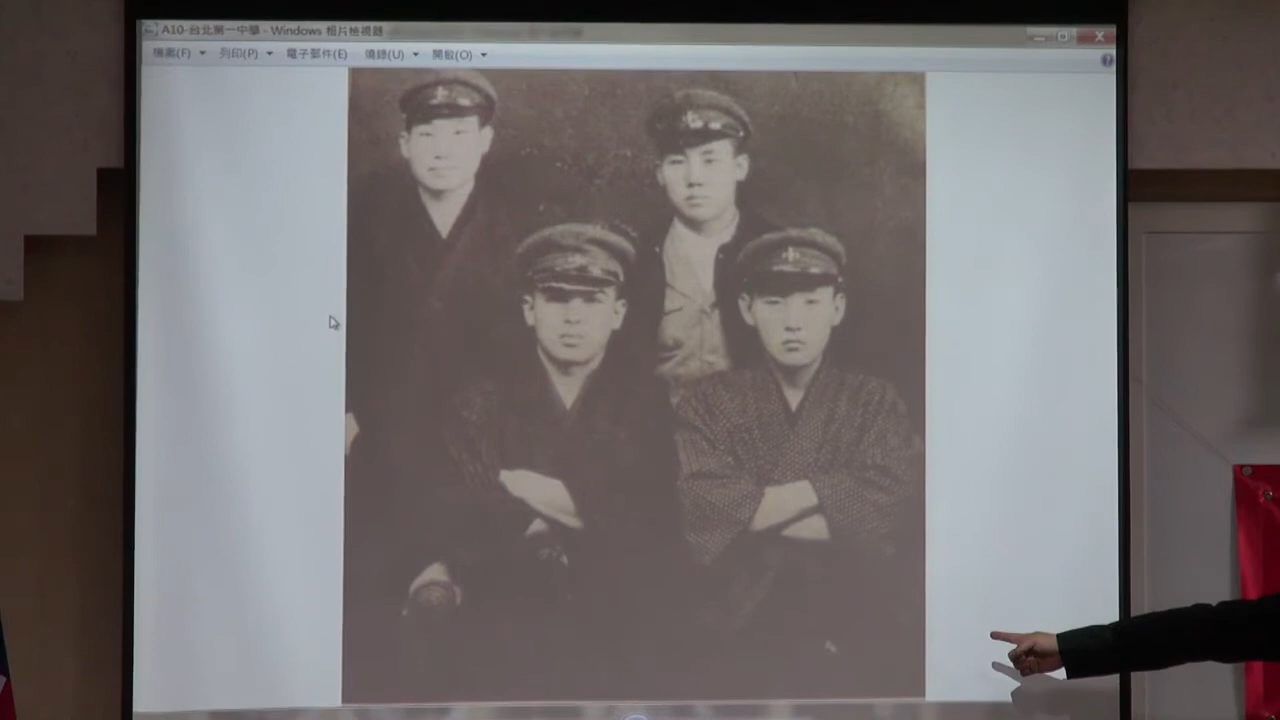 A10-台北第一中學 - Windows 相片檢視器
檔案(F) 列印(P) 電子郵件(E) 燒錄(U) 開啟(O)
中